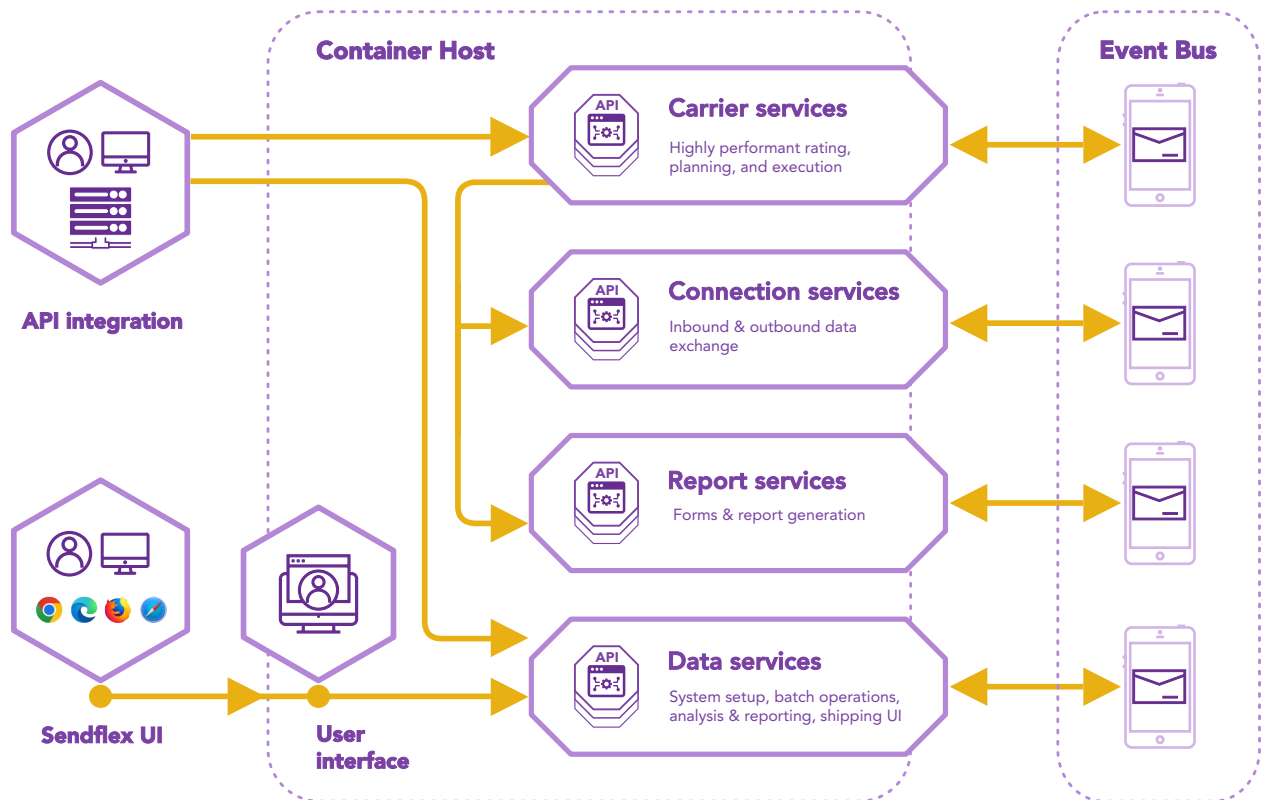 Container Host
Event Bus
API
Carrier services
Highly performant rating,
planning, and execution
API integration
API
Connection services
Inbound & outbound data
exchange
API
Report services
Forms & report generation
API
Data services
System setup, batch operations,
analysis & reporting, shipping UI
Sendflex UI
User
interface